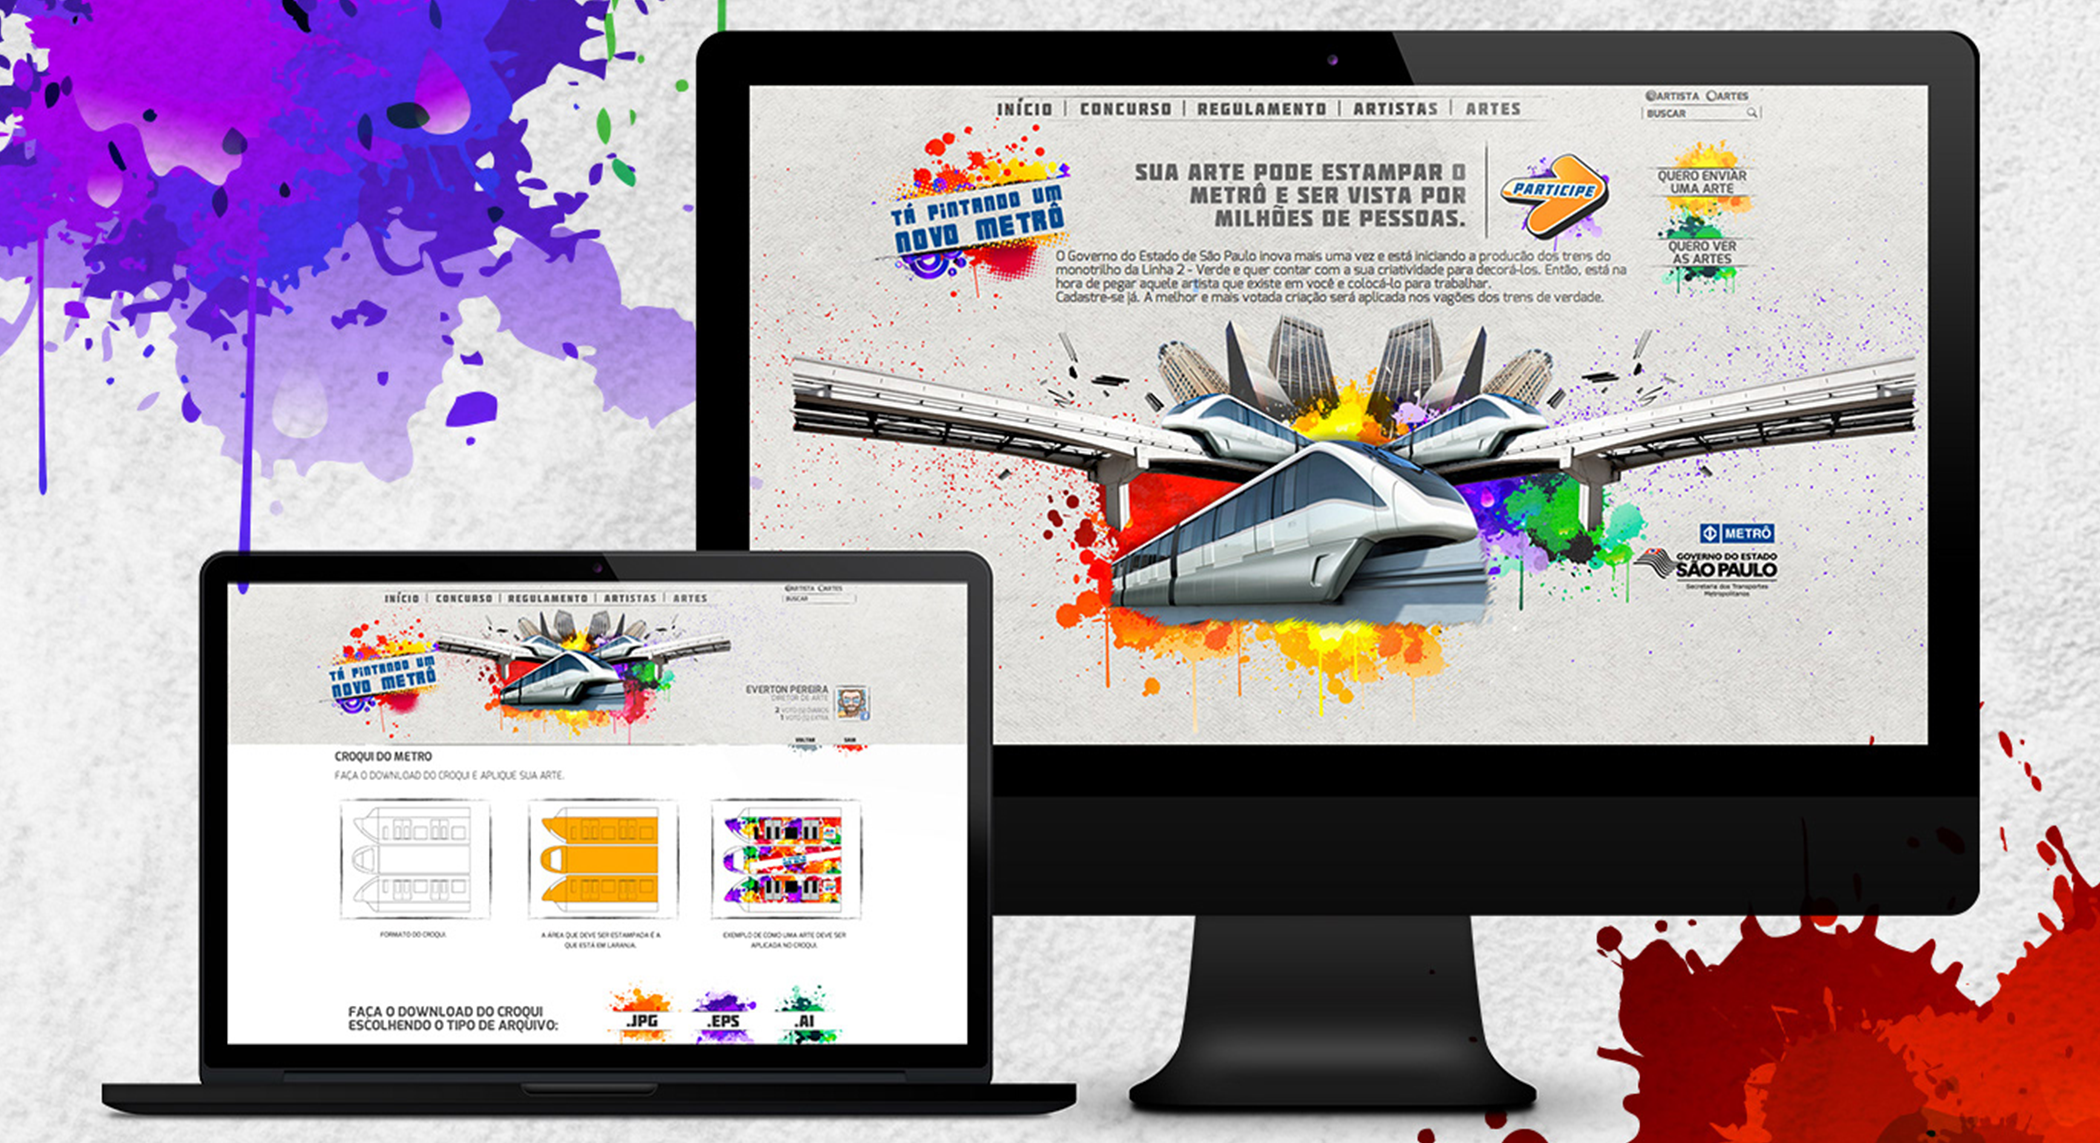 INÍCIO | CONCURSO | REGULAMENTO | ARTISTAS | ARTES
ARTISTA ARTES
BUSCAR
TÁ PINTANDO UM
NOVO METRÔ
SUA ARTE PODE ESTAMPAR O
METRÔ E SER VISTA POR
MILHÕES DE PESSOAS.
PARTICIPE
QUERO ENVIAR
UMA ARTE
QUERO VER
AS ARTES
O Governo do Estado de São Paulo inova mais uma vez e está iniciando a produção dos trens do
monotrilho da Linha 2 - Verde e quer contar com a sua criatividade para decorá-los. Então, está na
hora de pegar aquele artista que existe em você e colocá-lo para trabalhar.
Cadastre-se já. A melhor e mais votada criação será aplicada nos vagões dos trens de verdade.
METRÔ
GOVERNO DO ESTADO
SÃO PAULO
Secretaria dos Transportes
Metropolitanos
INÍCIO | CONCURSO | REGULAMENTO | ARTISTAS | ARTES
ARTISTA ARTES
BUSCAR
TÁ PINTANDO UM
NOVO METRÔ
EVERTON PEREIRA
DIRETOR DE ARTE
2 VOTO (S) DIÁRIOS
1 VOTO (S) EXTRA
VOLTAR SAIR
CROQUI DO METRO
FAÇA O DOWNLOAD DO CROQUI E APLIQUE SUA ARTE.
FORMATO DO CROQUI.
A ÁREA QUE DEVE SER ESTAMPADA É A
QUE ESTÁ EM LARANJA.
EXEMPLO DE COMO UMA ARTE DEVE SER
APLICADA NO CROQUI.
FAÇA O DOWNLOAD DO CROQUI
ESCOLHENDO O TIPO DE ARQUIVO:
.JPG .EPS .AI